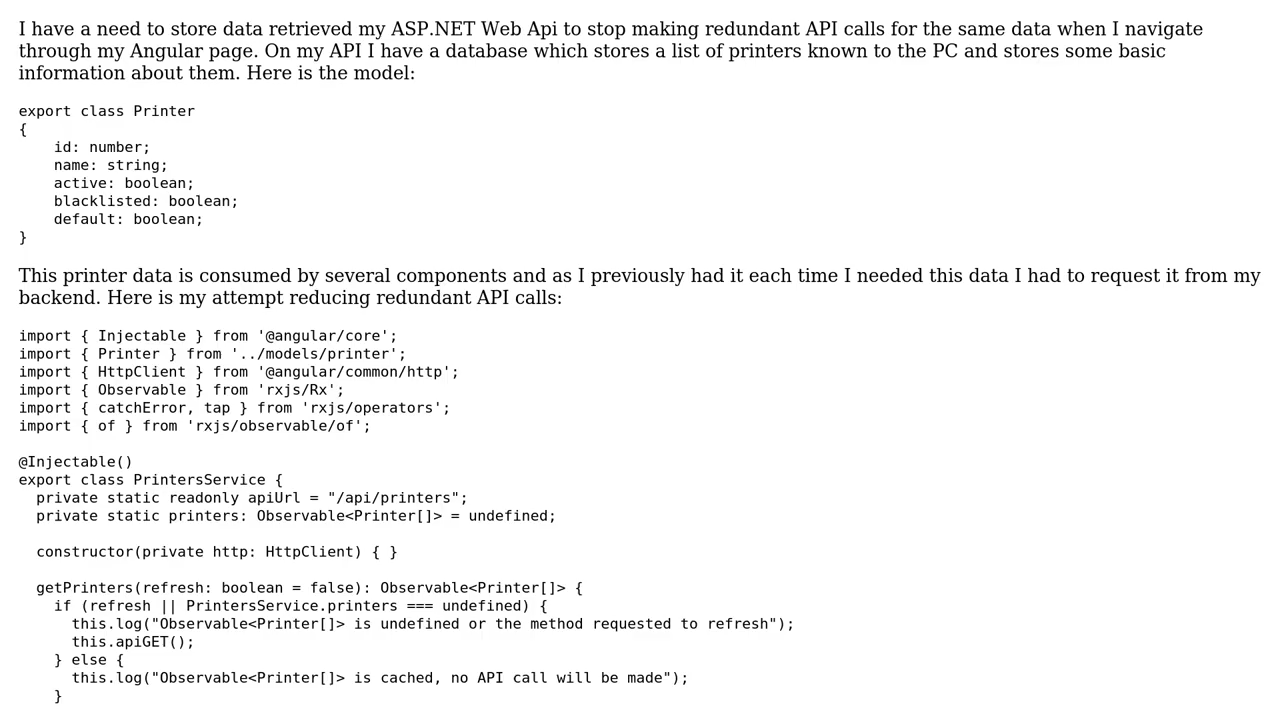 I have a need to store data retrieved my ASP.NET Web Api to stop making redundant API calls for the same data when I navigate
through my Angular page. On my API I have a database which stores a list of printers known to the PC and stores some basic
information about them. Here is the model:
export class Printer
{
    id: number;
    name: string;
    active: boolean;
    blacklisted: boolean;
    default: boolean;
}
This printer data is consumed by several components and as I previously had it each time I needed this data I had to request it from my
backend. Here is my attempt reducing redundant API calls:
import { Injectable } from '@angular/core';
import { Printer } from '../models/printer';
import { HttpClient } from '@angular/common/http';
import { Observable } from 'rxjs/Rx';
import { catchError, tap } from 'rxjs/operators';
import { of } from 'rxjs/observable/of';
@Injectable()
export class PrintersService {
  private static readonly apiUrl = "/api/printers";
  private static printers: Observable<Printer[]> = undefined;
  constructor(private http: HttpClient) { }
  getPrinters(refresh: boolean = false): Observable<Printer[]> {
    if (refresh || PrintersService.printers === undefined) {
      this.log("Observable<Printer[]> is undefined or the method requested to refresh");
      this.apiGET();
    } else {
      this.log("Observable<Printer[]> is cached, no API call will be made");
    }